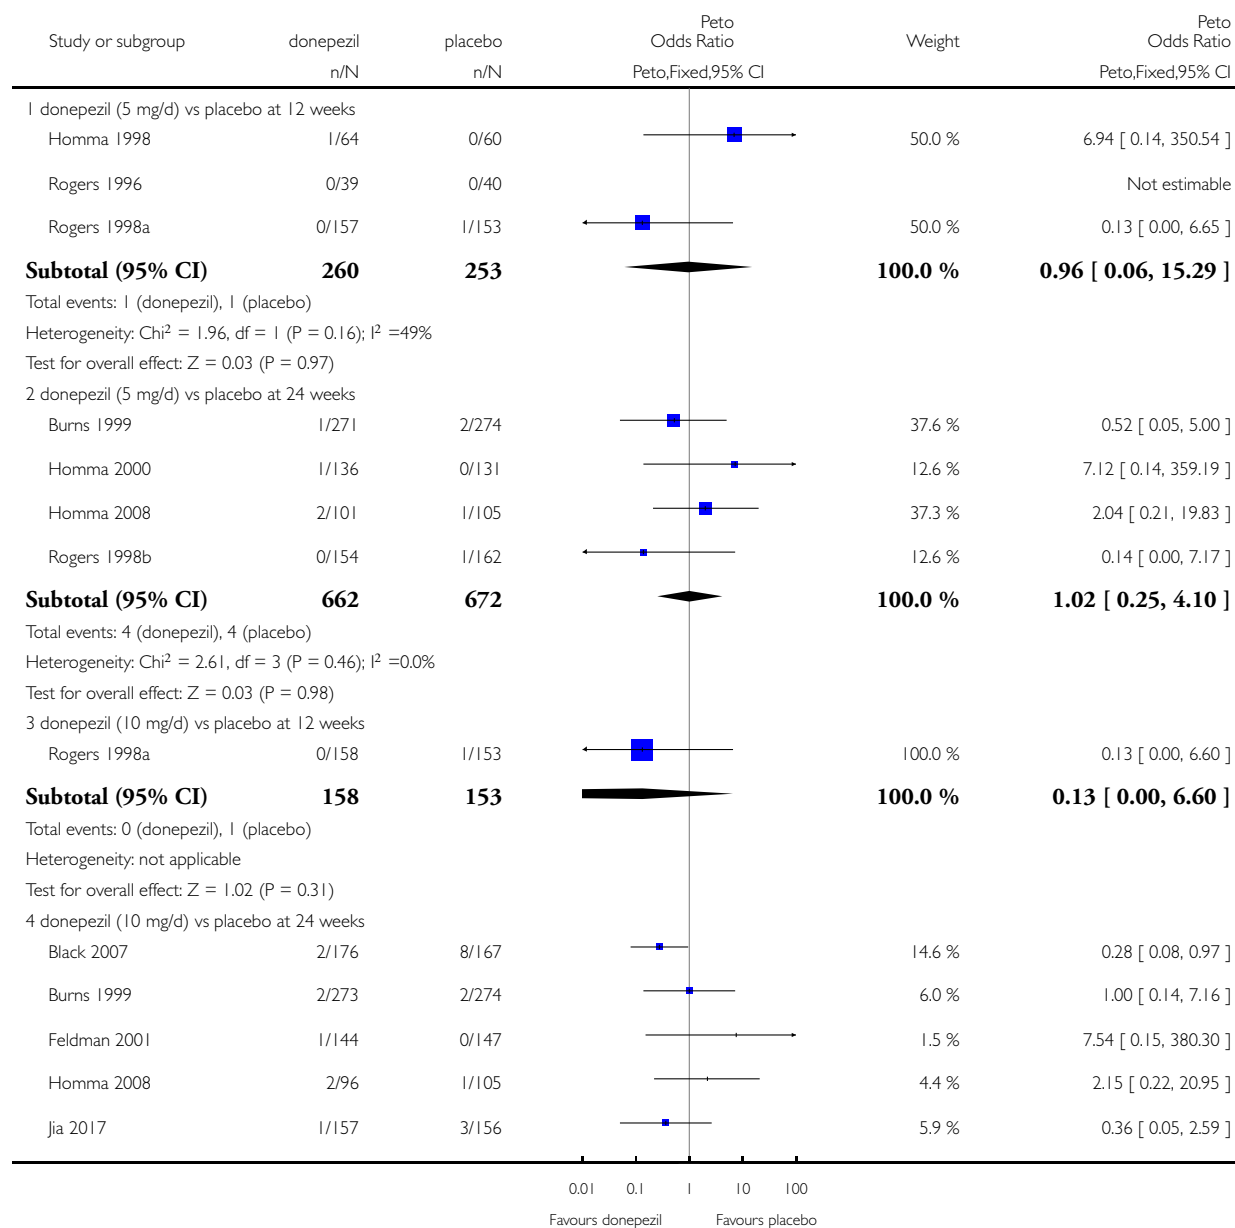 Peto Peto
Study or subgroup donepezil placebo Odds Ratio Weight Odds Ratio
n/N n/N Peto,Fixed,95% CI Peto,Fixed,95% CI
1 donepezil (5 mg/d) vs placebo at 12 weeks
Homma 1998 1/64 0/60 50.0 % 6.94 [ 0.14, 350.54 ]
Rogers 1996 0/39 0/40 Not estimable
Rogers 1998a 0/157 1/153 50.0 % 0.13 [ 0.00, 6.65 ]
Subtotal (95% CI) 260 253 100.0 % 0.96 [ 0.06, 15.29 ]
Total events: 1 (donepezil), 1 (placebo)
Heterogeneity: Chi² = 1.96, df = 1 (P = 0.16); I² =49%
Test for overall effect: Z = 0.03 (P = 0.97)
2 donepezil (5 mg/d) vs placebo at 24 weeks
Burns 1999 1/271 2/274 37.6 % 0.52 [ 0.05, 5.00 ]
Homma 2000 1/136 0/131 12.6 % 7.12 [ 0.14, 359.19 ]
Homma 2008 2/101 1/105 37.3 % 2.04 [ 0.21, 19.83 ]
Rogers 1998b 0/154 1/162 12.6 % 0.14 [ 0.00, 7.17 ]
Subtotal (95% CI) 662 672 100.0 % 1.02 [ 0.25, 4.10 ]
Total events: 4 (donepezil), 4 (placebo)
Heterogeneity: Chi² = 2.61, df = 3 (P = 0.46); I² =0.0%
Test for overall effect: Z = 0.03 (P = 0.98)
3 donepezil (10 mg/d) vs placebo at 12 weeks
Rogers 1998a 0/158 1/153 100.0 % 0.13 [ 0.00, 6.60 ]
Subtotal (95% CI) 158 153 100.0 % 0.13 [ 0.00, 6.60 ]
Total events: 0 (donepezil), 1 (placebo)
Heterogeneity: not applicable
Test for overall effect: Z = 1.02 (P = 0.31)
4 donepezil (10 mg/d) vs placebo at 24 weeks
Black 2007 2/176 8/167 14.6 % 0.28 [ 0.08, 0.97 ]
Burns 1999 2/273 2/274 6.0 % 1.00 [ 0.14, 7.16 ]
Feldman 2001 1/144 0/147 1.5 % 7.54 [ 0.15, 380.30 ]
Homma 2008 2/96 1/105 4.4 % 2.15 [ 0.22, 20.95 ]
Jia 2017 1/157 3/156 5.9 % 0.36 [ 0.05, 2.59 ]
0.01 0.1 1 10 100
Favours donepezil Favours placebo